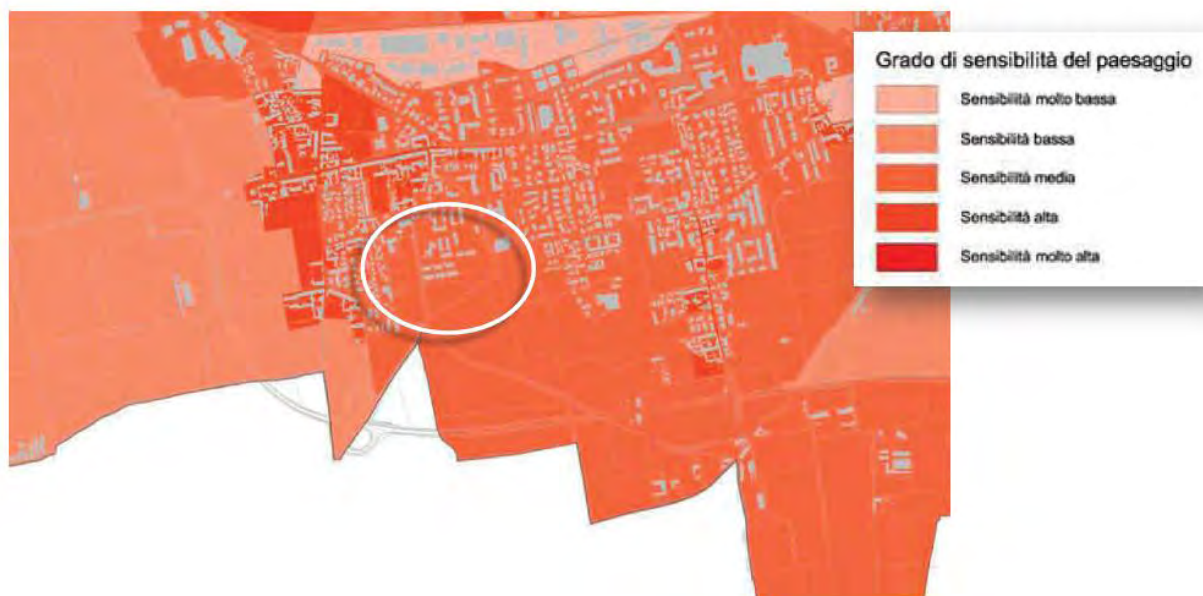 Grado di sensibilità del paesaggio
Sensibilità molto bassa
Sensibilità bassa
Sensibilità media
Sensibilità alta
Sensibilità molto alta